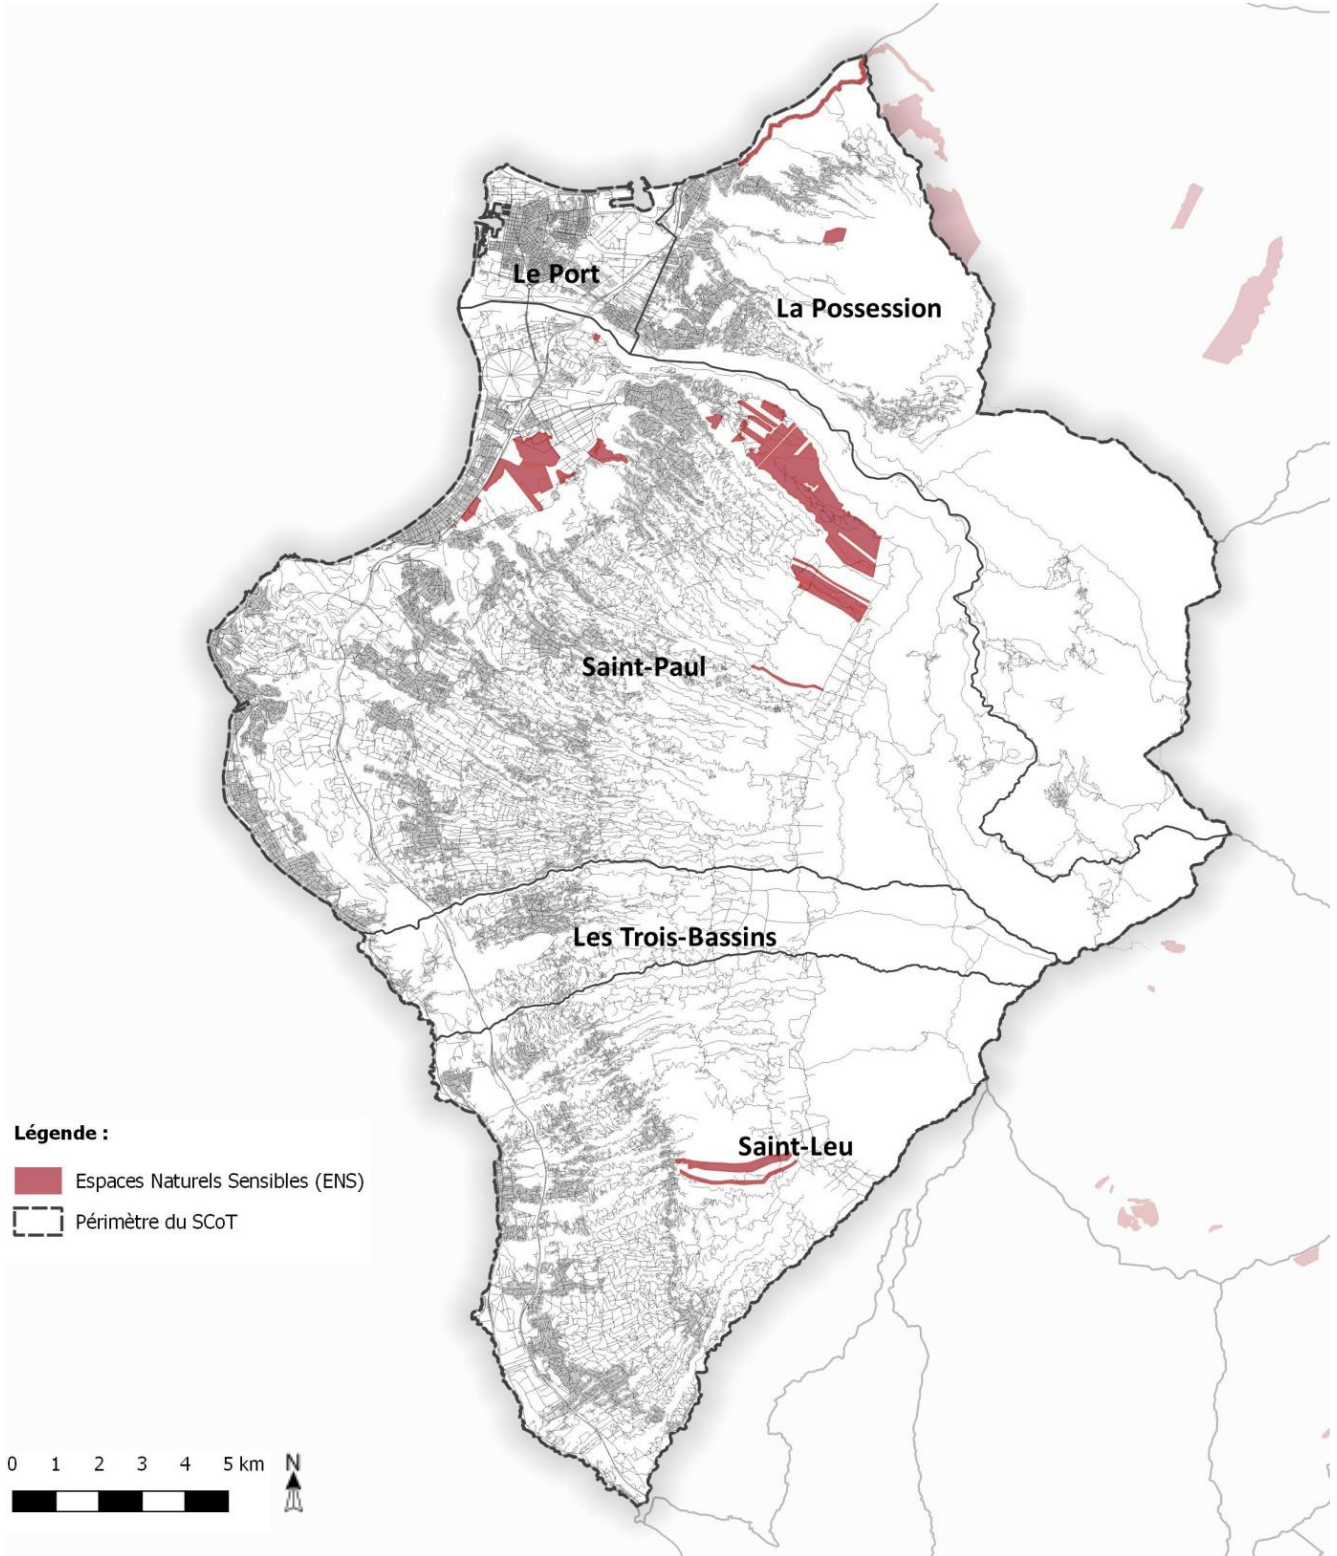 Le Port
La Possession
Saint-Paul
Les Trois-Bassins
Saint-Leu
Légende :
Espaces Naturels Sensibles (ENS)
Périmètre du SCoT
0 1 2 3 4 5 km
N